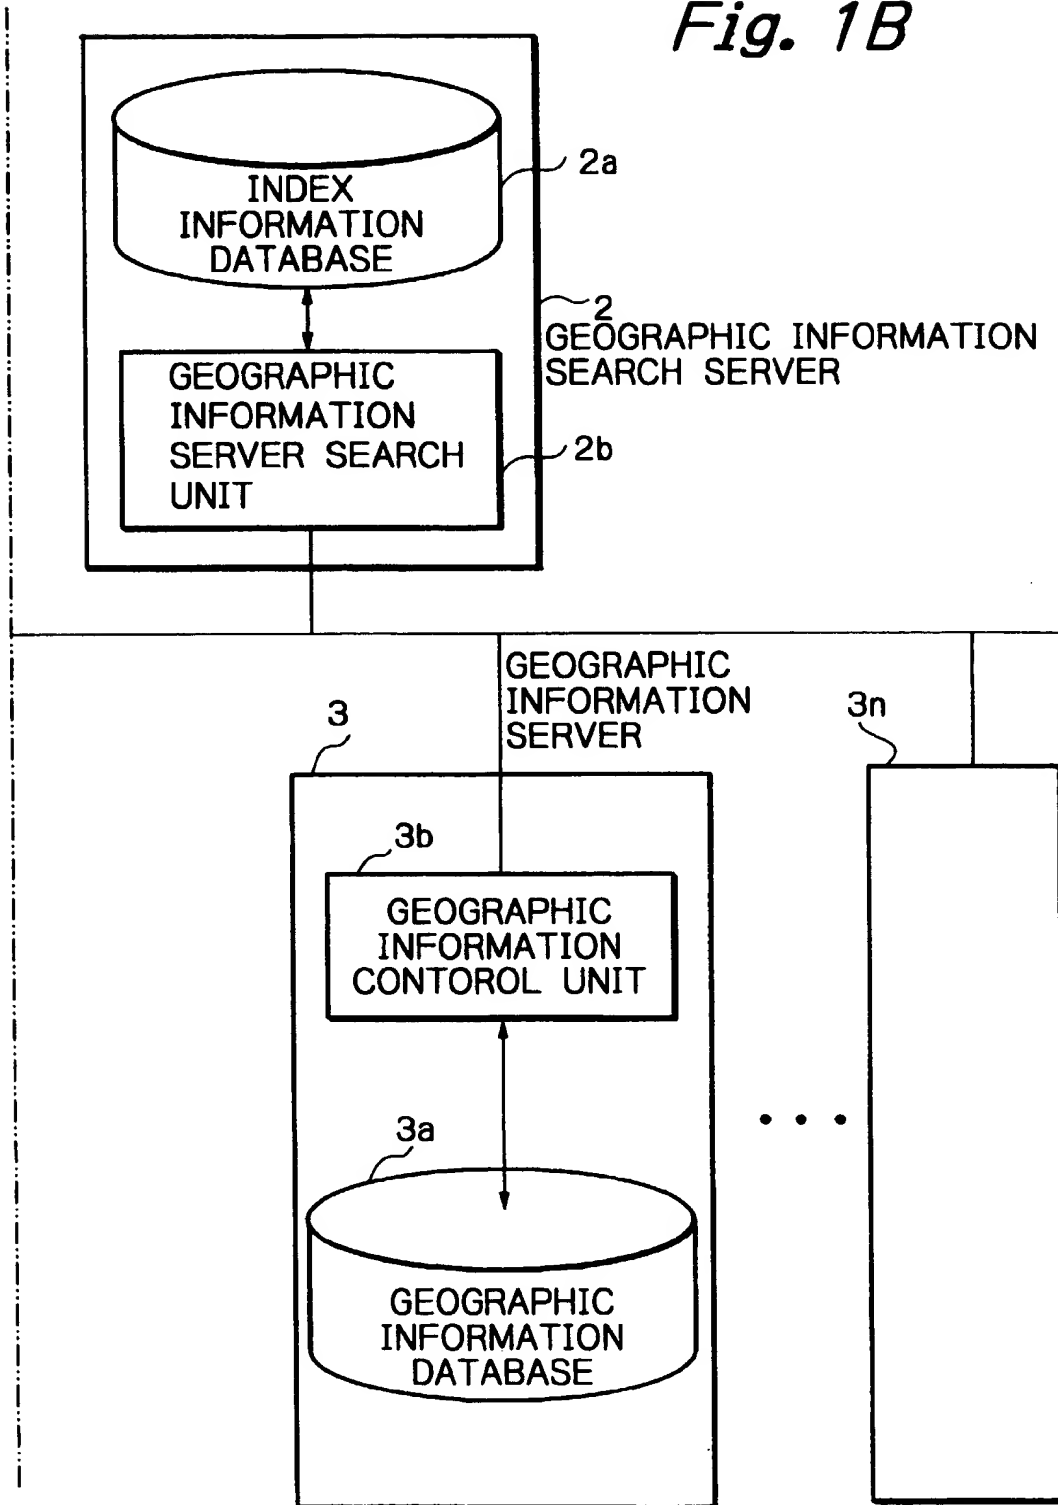 Fig. 1B
2a
INDEX
INFORMATION
DATABASE
2
GEOGRAPHIC INFORMATION
SEARCH SERVER
GEOGRAPHIC
INFORMATION
SERVER SEARCH
UNIT
2b
GEOGRAPHIC
INFORMATION
SERVER
3
3n
3b
GEOGRAPHIC
INFORMATION
CONTOROL UNIT
3a
GEOGRAPHIC
INFORMATION
DATABASE